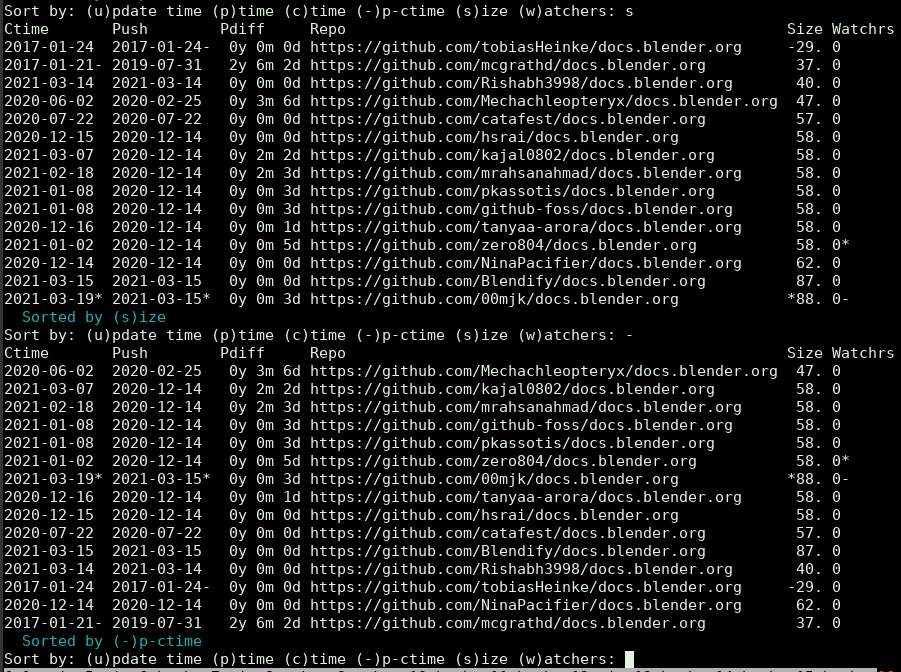 Sort by: (u)pdate time (p)time (c)time (-)p-ctime (s)ize (w)atchers: s
Ctime Push Pdiff Repo Size Watchrs
2017-01-24 2017-01-24- 0y 0m 0d https://github.com/tobiasHeinke/docs.blender.org -29. 0
2017-01-21- 2019-07-31 2y 6m 2d https://github.com/mcgrathd/docs.blender.org 37. 0
2021-03-14 2021-03-14 0y 0m 0d https://github.com/Rishabh3998/docs.blender.org 40. 0
2020-06-02 2020-02-25 0y 3m 6d https://github.com/Mechachleopteryx/docs.blender.org 47. 0
2020-07-22 2020-07-22 0y 0m 0d https://github.com/catafest/docs.blender.org 57. 0
2020-12-15 2020-12-14 0y 0m 0d https://github.com/hsrai/docs.blender.org 58. 0
2021-03-07 2020-12-14 0y 2m 2d https://github.com/kajal0802/docs.blender.org 58. 0
2021-02-18 2020-12-14 0y 2m 3d https://github.com/mrahsanahmad/docs.blender.org 58. 0
2021-01-08 2020-12-14 0y 0m 3d https://github.com/pkassotis/docs.blender.org 58. 0
2021-01-08 2020-12-14 0y 0m 3d https://github.com/github-foss/docs.blender.org 58. 0
2020-12-16 2020-12-14 0y 0m 1d https://github.com/tanyaa-arora/docs.blender.org 58. 0
2021-01-02 2020-12-14 0y 0m 5d https://github.com/zero804/docs.blender.org 58. 0*
2020-12-14 2020-12-14 0y 0m 0d https://github.com/NinaPacifier/docs.blender.org 62. 0
2021-03-15 2021-03-15 0y 0m 0d https://github.com/Blendify/docs.blender.org 87. 0
2021-03-19* 2021-03-15* 0y 0m 3d https://github.com/00mjk/docs.blender.org *88. 0-
Sorted by (s)ize
Sort by: (u)pdate time (p)time (c)time (-)p-ctime (s)ize (w)atchers: -
Ctime Push Pdiff Repo Size Watchrs
2020-06-02 2020-02-25 0y 3m 6d https://github.com/Mechachleopteryx/docs.blender.org 47. 0
2021-03-07 2020-12-14 0y 2m 2d https://github.com/kajal0802/docs.blender.org 58. 0
2021-02-18 2020-12-14 0y 2m 3d https://github.com/mrahsanahmad/docs.blender.org 58. 0
2021-01-08 2020-12-14 0y 0m 3d https://github.com/github-foss/docs.blender.org 58. 0
2021-01-08 2020-12-14 0y 0m 3d https://github.com/pkassotis/docs.blender.org 58. 0
2021-01-02 2020-12-14 0y 0m 5d https://github.com/zero804/docs.blender.org 58. 0*
2021-03-19* 2021-03-15* 0y 0m 3d https://github.com/00mjk/docs.blender.org *88. 0-
2020-12-16 2020-12-14 0y 0m 1d https://github.com/tanyaa-arora/docs.blender.org 58. 0
2020-12-15 2020-12-14 0y 0m 0d https://github.com/hsrai/docs.blender.org 58. 0
2020-07-22 2020-07-22 0y 0m 0d https://github.com/catafest/docs.blender.org 57. 0
2021-03-15 2021-03-15 0y 0m 0d https://github.com/Blendify/docs.blender.org 87. 0
2021-03-14 2021-03-14 0y 0m 0d https://github.com/Rishabh3998/docs.blender.org 40. 0
2017-01-24 2017-01-24- 0y 0m 0d https://github.com/tobiasHeinke/docs.blender.org -29. 0
2020-12-14 2020-12-14 0y 0m 0d https://github.com/NinaPacifier/docs.blender.org 62. 0
2017-01-21- 2019-07-31 2y 6m 2d https://github.com/mcgrathd/docs.blender.org 37. 0
Sorted by (-)p-ctime
Sort by: (u)pdate time (p)time (c)time (-)p-ctime (s)ize (w)atchers: